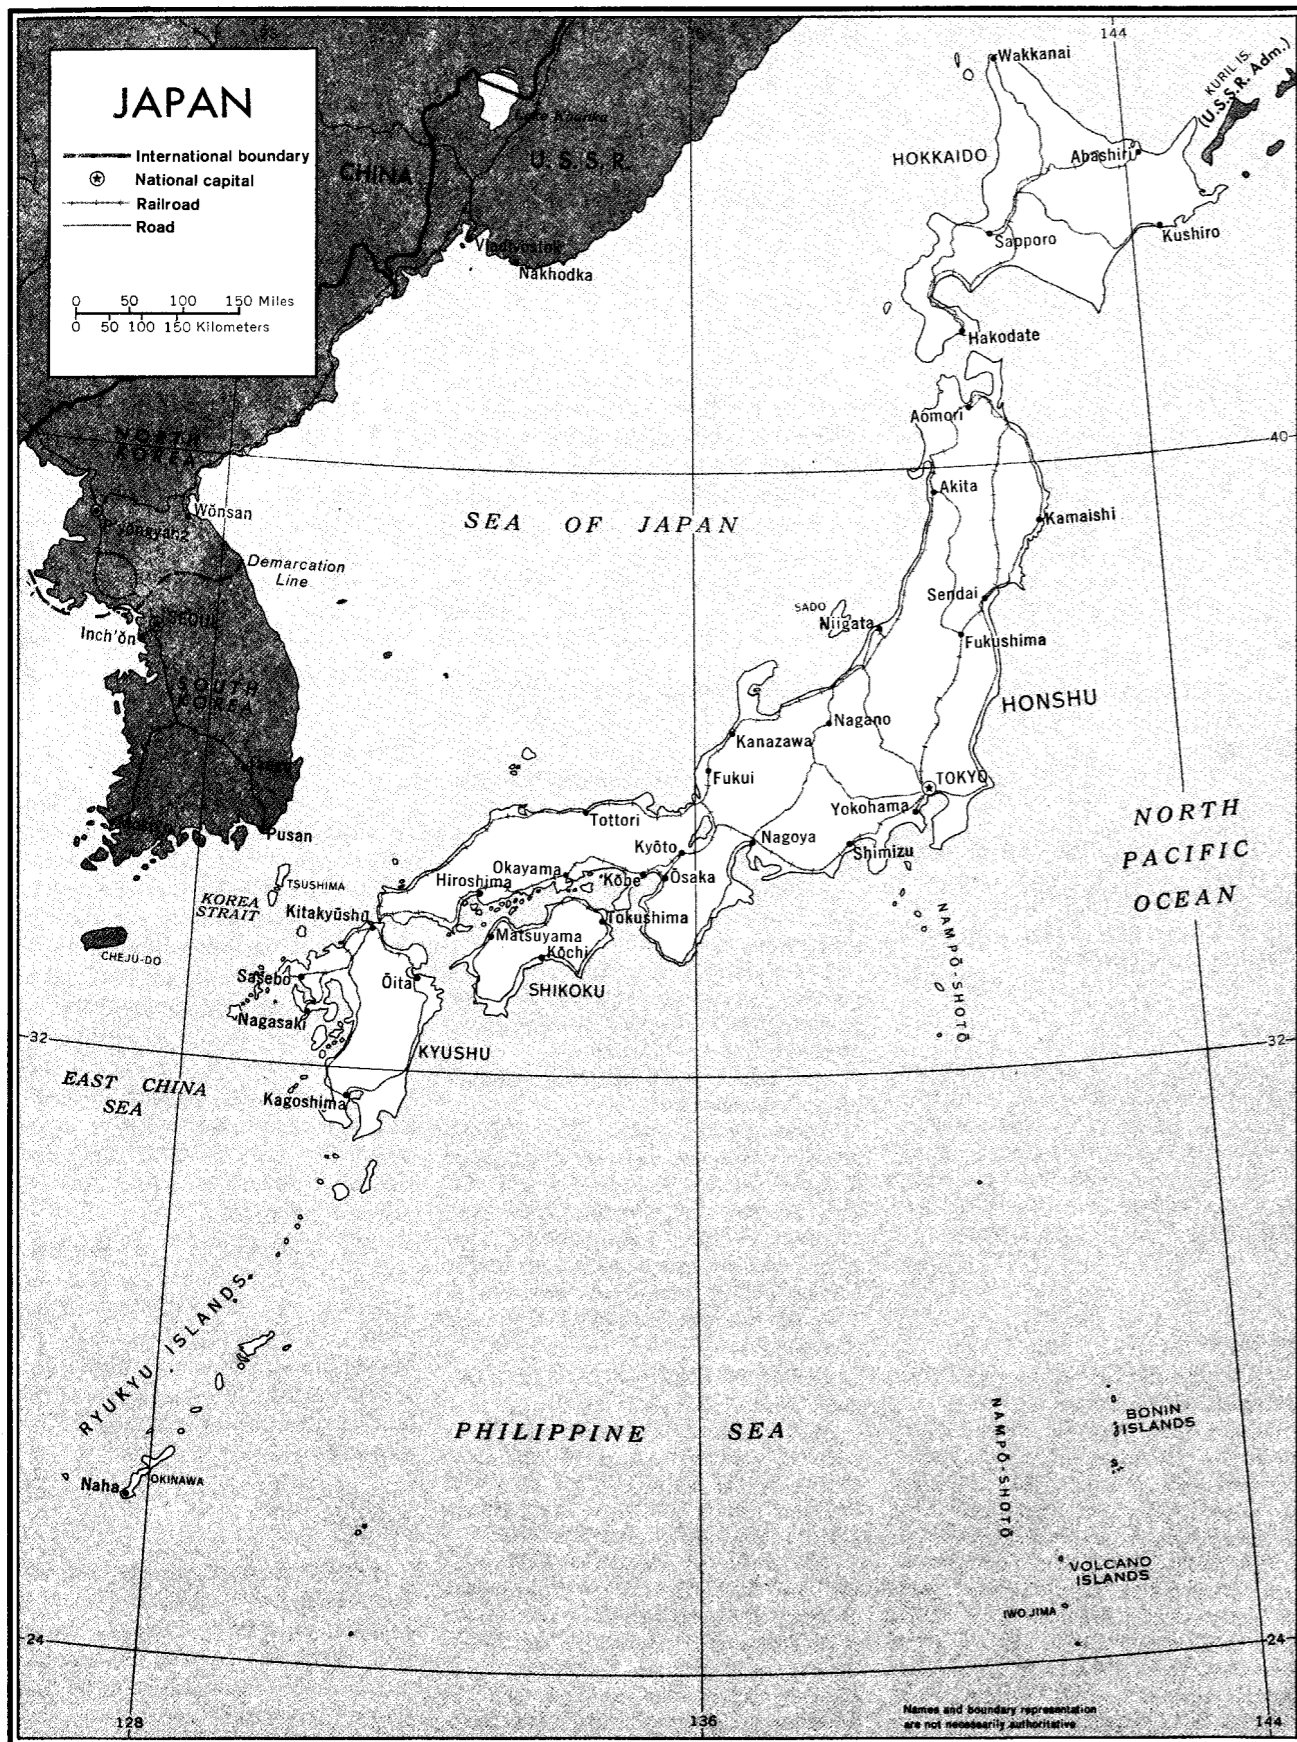 JAPAN
International boundary
National capital
Railroad
Road
0 50 100 150 Miles
0 50 100 150 Kilometers
144
KURIL IS.
(U.S.S.R. Adm.)
Wakkanai
Lake Khanka
CHINA
U. S. S. R.
HOKKAIDO
Abashiri
Vladivostok
Nakhodka
Sapporo
Kushiro
Hakodate
Aomori
NORTH
KOREA
40
Akita
Wŏnsan
P'yŏngyang
SEA OF JAPAN
Kamaishi
Demarcation
Line
Sendai
SADO
Niigata
SEOUL
Inch'ŏn
Fukushima
SOUTH
KOREA
HONSHU
Nagano
Kanazawa
Fukui
TOKYO
Yokohama
NORTH
PACIFIC
OCEAN
Tottori
Pusan
Kyōto
Nagoya
Shimizu
Okayama
Kōbe
Ōsaka
Hiroshima
TSUSHIMA
KOREA
STRAIT
Kitakyūshū
Tokushima
Matsuyama
Kōchi
CHEJU-DO
NAMPŌ-SHOTŌ
Sasebo
Ōita
SHIKOKU
Nagasaki
32
32
KYUSHU
EAST CHINA
SEA
Kagoshima
RYUKYU ISLANDS
PHILIPPINE SEA
NAMPŌ-SHOTŌ
BONIN
ISLANDS
Naha
OKINAWA
VOLCANO
ISLANDS
IWO JIMA
24
24
128
136
144
Names and boundary representation
are not necessarily authoritative